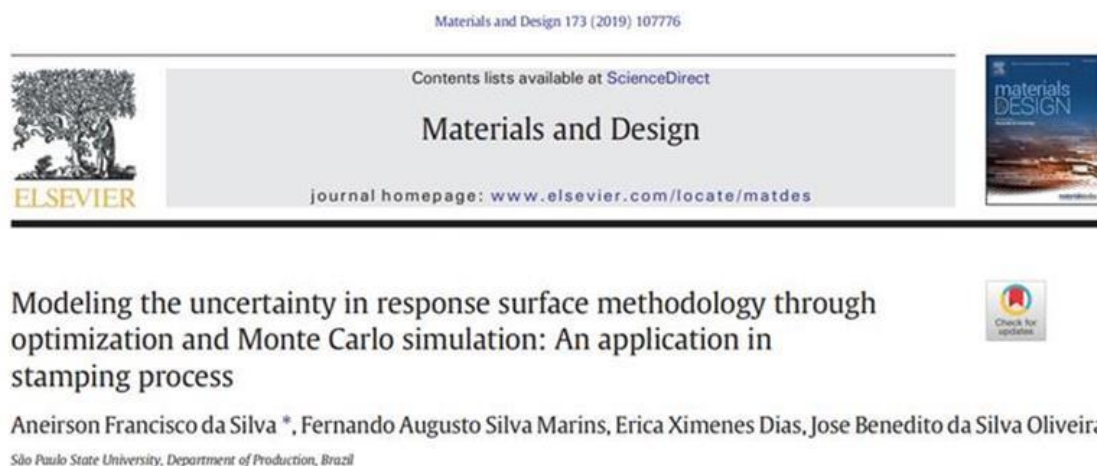 Materials and Design 173 (2019) 107776
Contents lists available at ScienceDirect
Materials and Design
journal homepage: www.elsevier.com/locate/matdes
ELSEVIER
materials
DESIGN
Modeling the uncertainty in response surface methodology through
optimization and Monte Carlo simulation: An application in
stamping process
Check for
updates
Aneirson Francisco da Silva *, Fernando Augusto Silva Marins, Erica Ximenes Dias, Jose Benedito da Silva Oliveira
São Paulo State University, Department of Production, Brazil